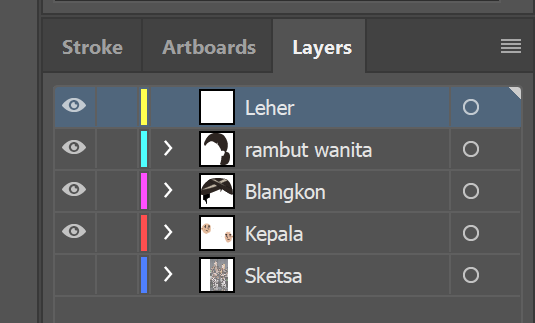 Stroke Artboards Layers
Leher
rambut wanita
Blangkon
Kepala
Sketsa